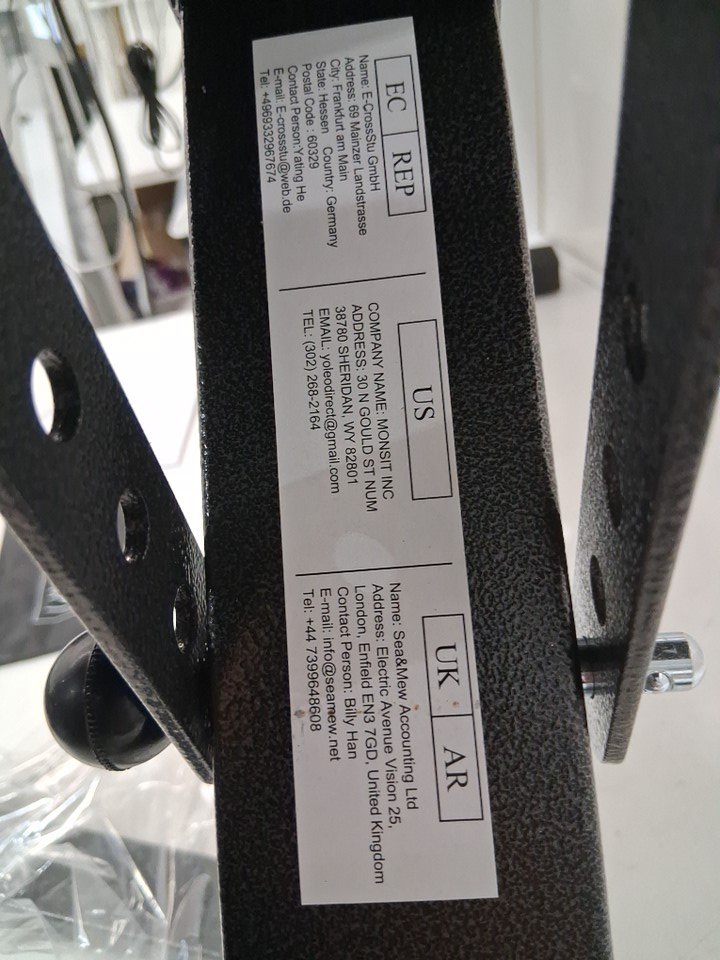 EC REP
Name: E-CrossStu GmbH
Address: 69 Mainzer Landstrasse
City: Frankfurt am Main
State: Hessen Country: Germany
Postal Code : 60329
Contact Person:Yating He
E-mail: E-crossstu@web.de
Tel: +4969332967674
US
COMPANY NAME: MONSIT INC
ADDRESS: 30 N GOULD ST NUM
38780 SHERIDAN, WY 82801
EMAIL: yoleodirect@gmail.com
TEL: (302) 268-2164
UK AR
Name: Sea&Mew Accounting Ltd
Address: Electric Avenue Vision 25,
London, Enfield EN3 7GD, United Kingdom
Contact Person: Billy Han
E-mail: info@seamew.net
Tel: +44 7399648608